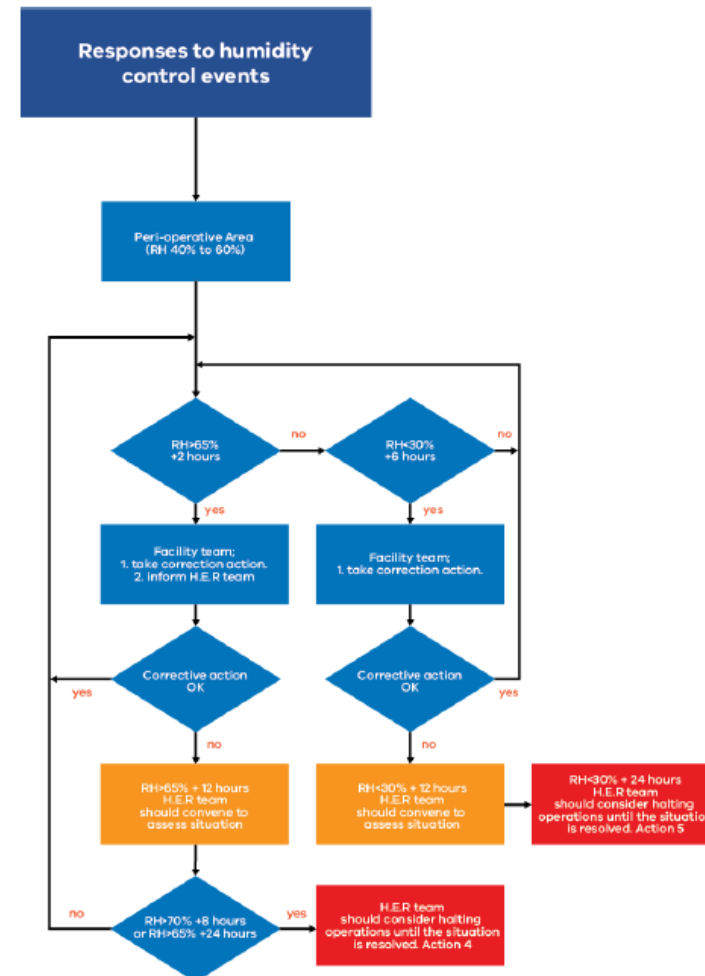 Responses to humidity
control events
Peri-operative Area
(RH 40% to 60%)
RH>65%
+2 hours
no
RH<30%
+6 hours
no
yes
yes
Facility team;
1. take correction action.
2. inform H.E.R team
Facility team;
1. take correction action.
Corrective action
OK
yes
Corrective action
OK
yes
no
no
RH>65% + 12 hours
H.E.R team
should convene to
assess situation
RH<30% + 12 hours
H.E.R team
should convene to
assess situation
RH<30% + 24 hours
H.E.R team
should consider halting
operations until the situatio
is resolved. Action 5
no
RH>70% +8 hours
or RH>65% +24 hours
yes
H.E.R team
should consider halting
operations until the situation
is resolved. Action 4